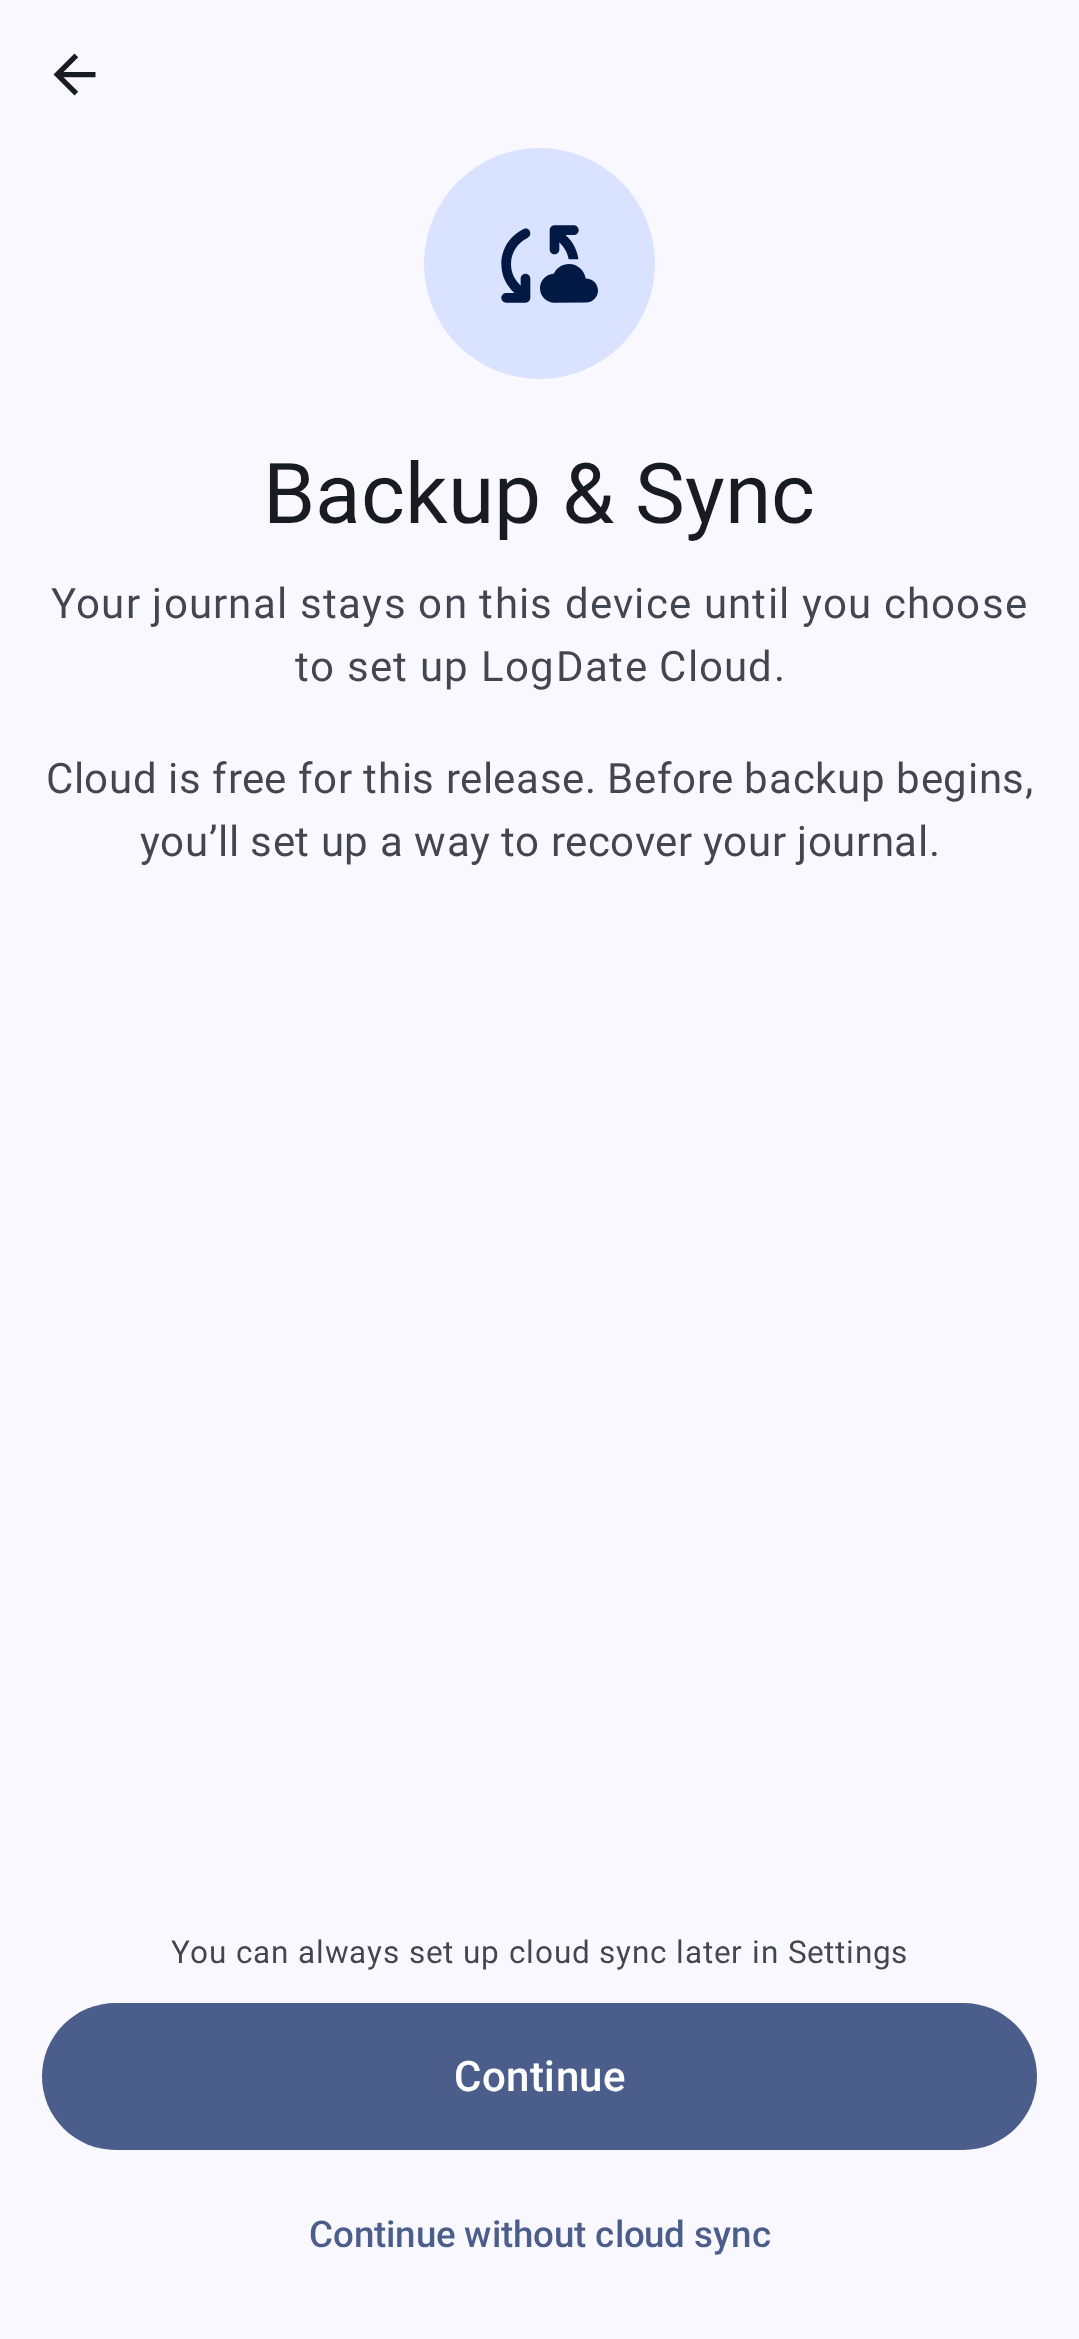 Backup & Sync
Your journal stays on this device until you choose
to set up LogDate Cloud.
Cloud is free for this release. Before backup begins,
you’ll set up a way to recover your journal.
You can always set up cloud sync later in Settings
Continue
Continue without cloud sync